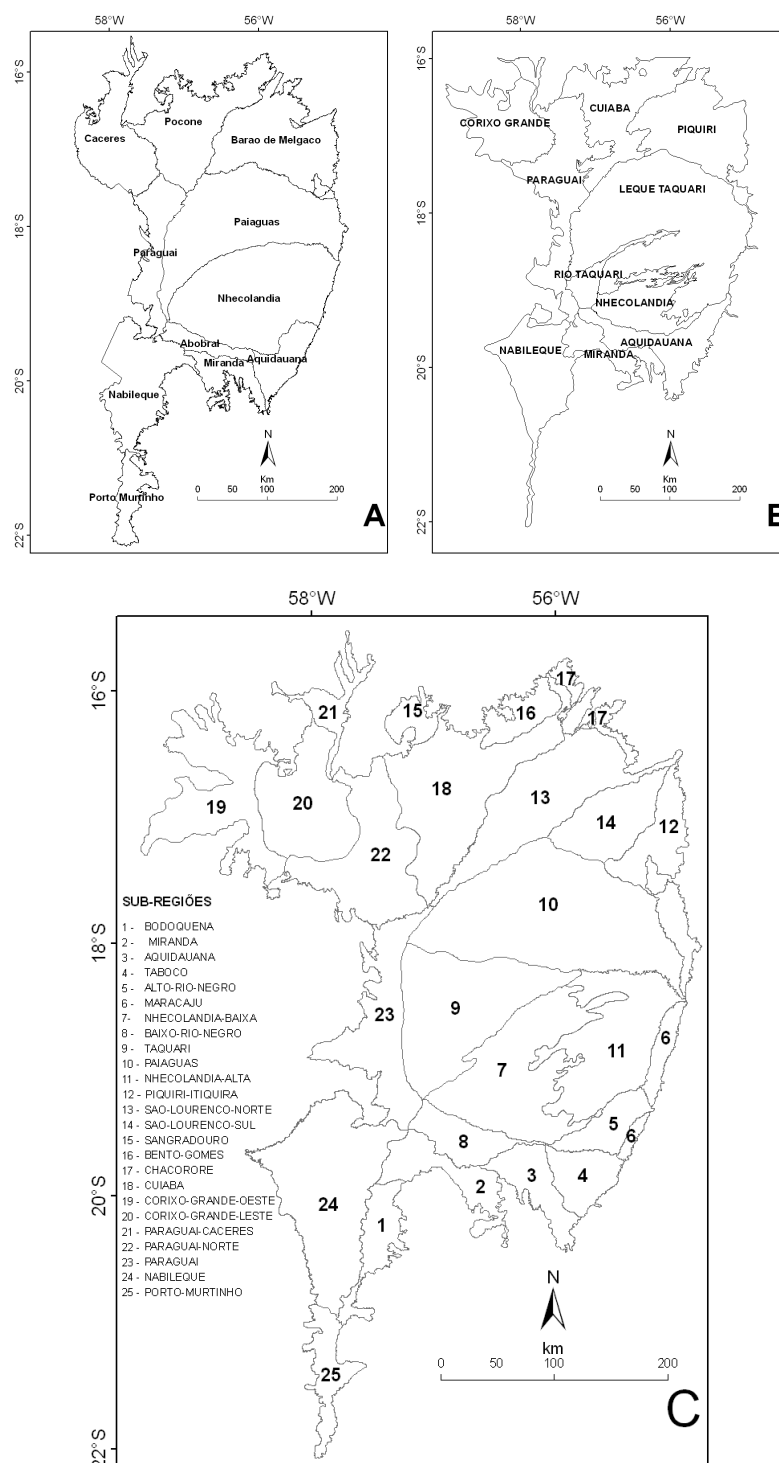 58°W 56°W
16°S
18°S
20°S
22°S
Pocone
Caceres
Barao de Melgaco
Paiaguas
Paraguai
Nhecolandia
Abobral
Miranda
Aquidauana
Nabileque
Porto Murtinho
N
Km
0 50 100 200
A
58°W 56°W
16°S
18°S
20°S
22°S
CUIABA
CORIXO GRANDE
PIQUIRI
PARAGUAI
LEQUE TAQUARI
RIO TAQUARI
NHECOLANDIA
AQUIDAUANA
NABILEQUE
MIRANDA
N
Km
0 50 100 200
58°W 56°W
16°S
18°S
20°S
22°S
17
21
15
16
17
18
13
20
19
14
12
22
10
9
23
6
11
7
5
6
8
3
4
2
24
1
25
SUB-REGIÕES
1 - BODOQUENA
2 - MIRANDA
3 - AQUIDAUANA
4 - TABOCO
5 - ALTO-RIO-NEGRO
6 - MARACAJU
7- NHECOLANDIA-BAIXA
8 - BAIXO-RIO-NEGRO
9 - TAQUARI
10 - PAIAGUAS
11 - NHECOLANDIA-ALTA
12 - PIQUIRI-ITIQUIRA
13 - SAO-LOURENCO-NORTE
14 - SAO-LOURENCO-SUL
15 - SANGRADOURO
16 - BENTO-GOMES
17 - CHACORORE
18 - CUIABA
19 - CORIXO-GRANDE-OESTE
20 - CORIXO-GRANDE-LESTE
21 - PARAGUAI-CACERES
22 - PARAGUAI-NORTE
23 - PARAGUAI
24 - NABILEQUE
25 - PORTO-MURTINHO
N
km
0 50 100 200
C